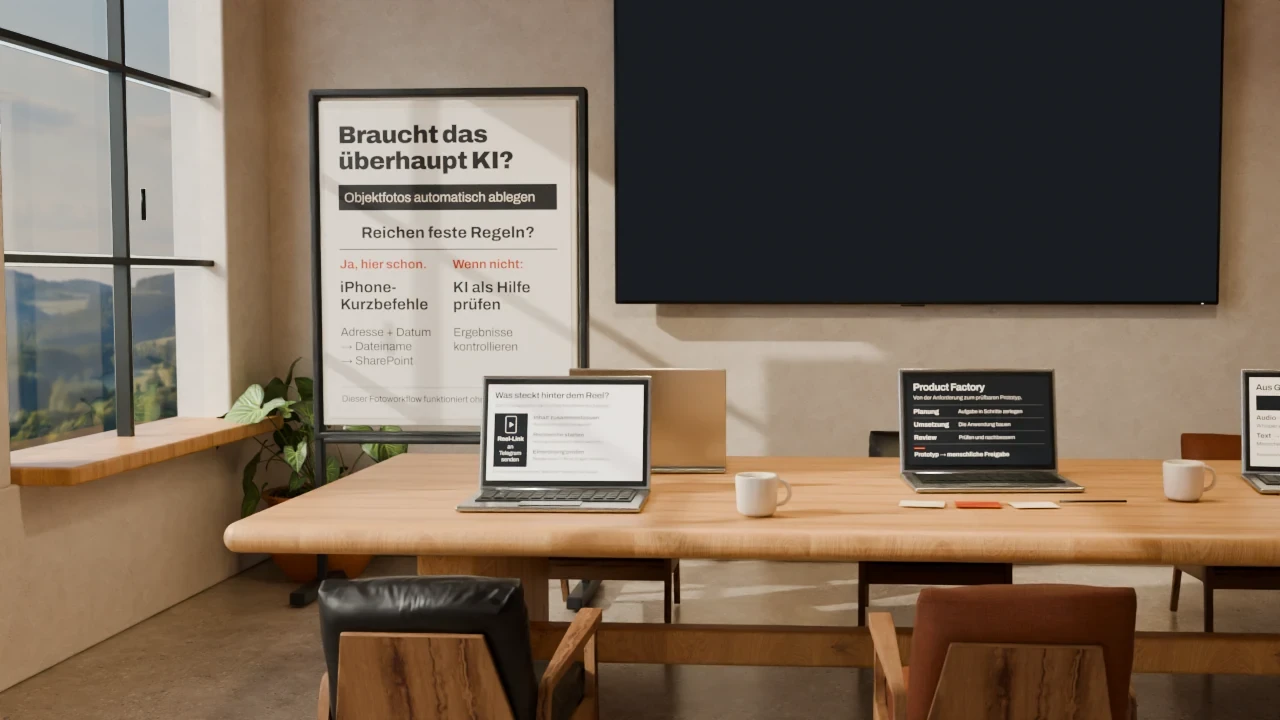 Braucht das
überhaupt KI?
Objektfotos automatisch ablegen
Reichen feste Regeln?
Ja, hier schon.
iPhone-
Kurzbefehle
Adresse + Datum
→ Dateiname
→ SharePoint
Wenn nicht:
KI als Hilfe
prüfen
Ergebnisse
kontrollieren
Dieser Fotoworkflow funktioniert
Was steckt hinter dem Reel?
Reel-Link
an
Telegram
senden
Product Factory
Von der Anforderung zum prüfbaren Prototyp.
Planung Aufgabe in Schritte zerlegen
Umsetzung Die Anwendung bauen
Review Prüfen und nachbessern
Prototyp → menschliche Freigabe
Aus G
Audio
Text